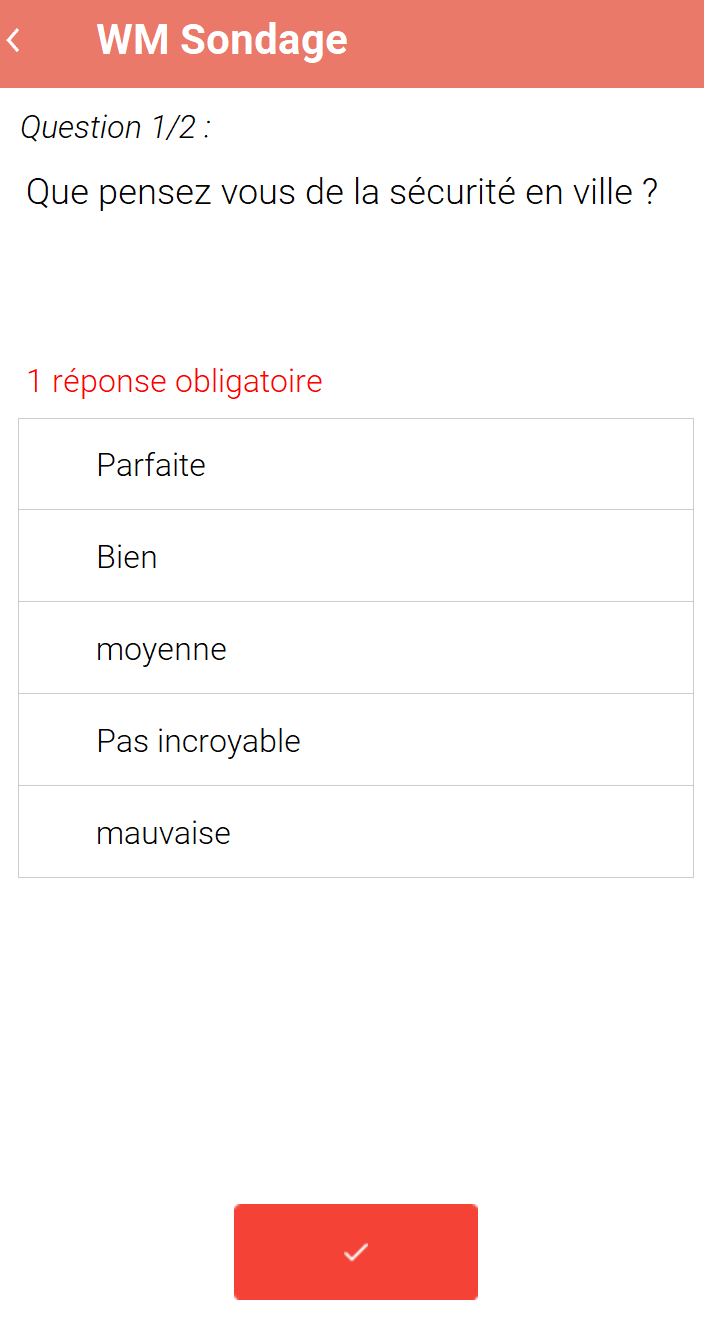 WM Sondage
Question 1/2 :
Que pensez vous de la sécurité en ville ?
1 réponse obligatoire
Parfaite
Bien
moyenne
Pas incroyable
mauvaise